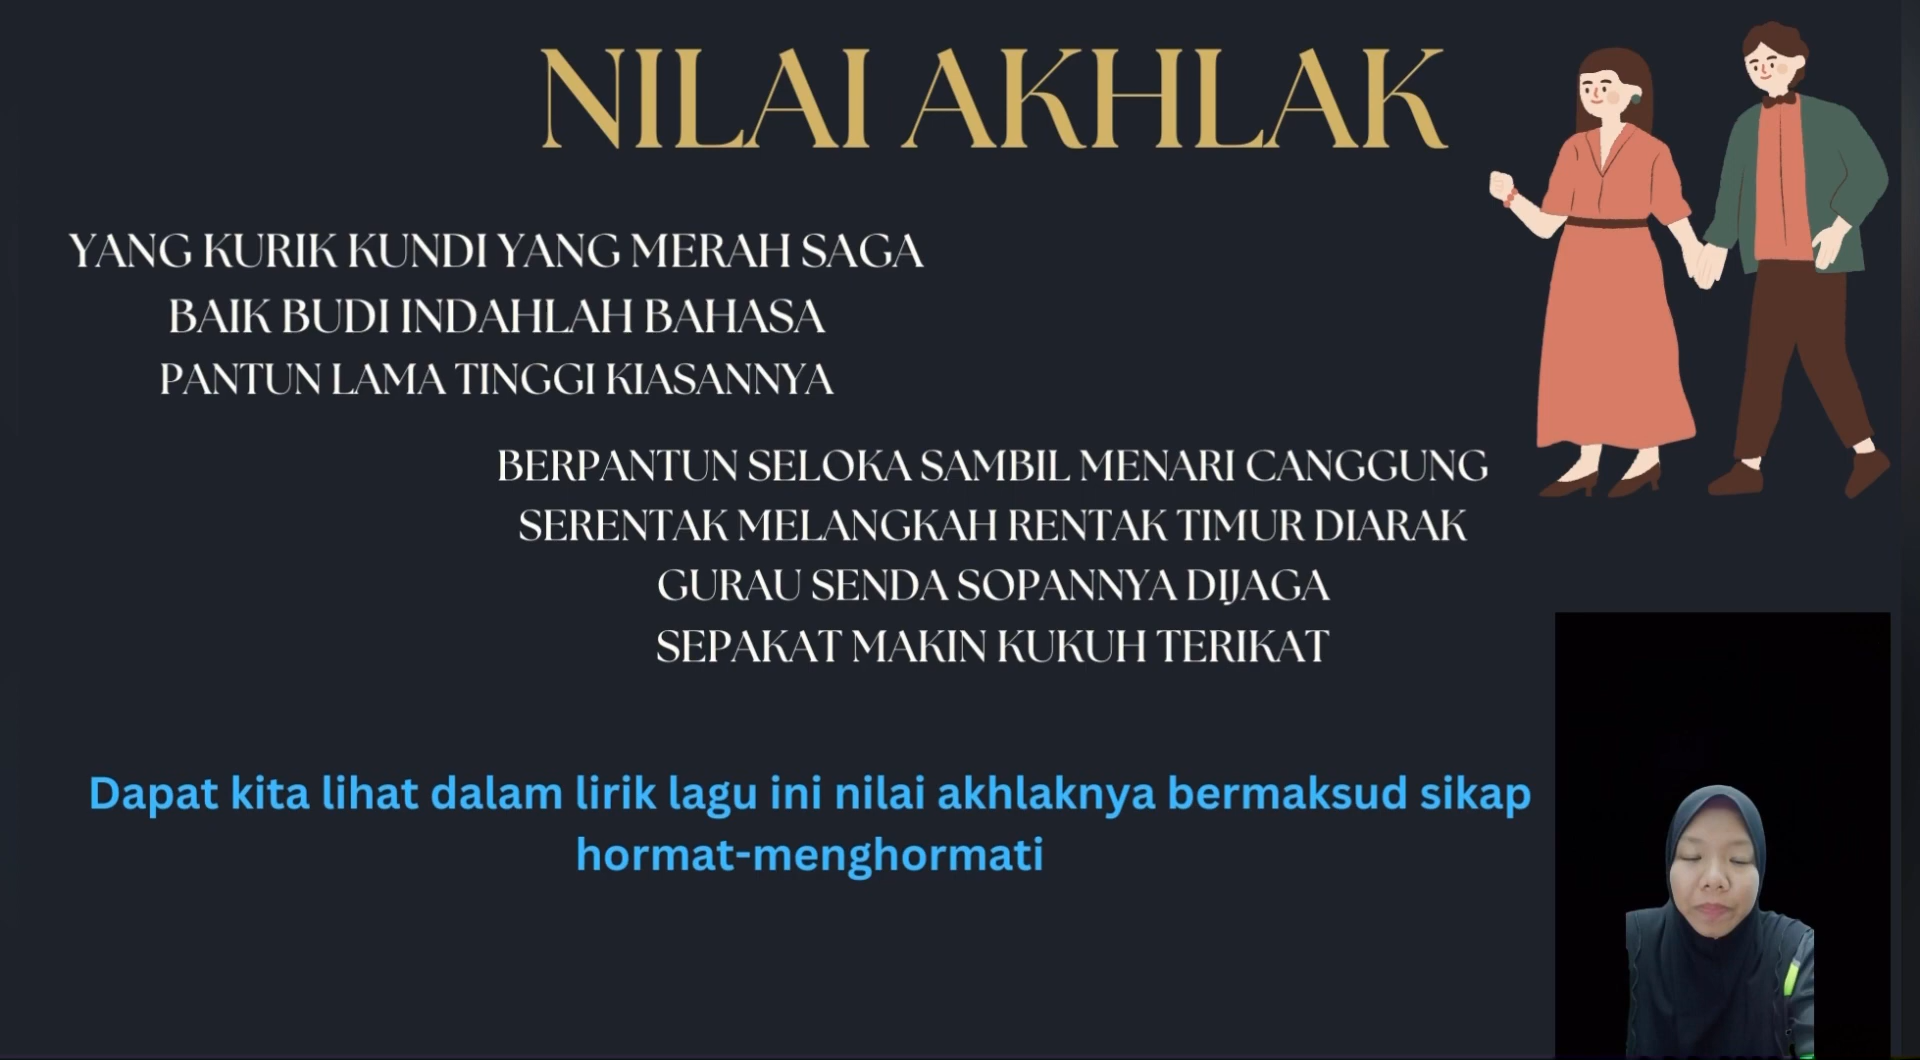 NILAI AKHLAK
YANG KURIK KUNDI YANG MERAH SAGA
BAIK BUDI INDAHLAH BAHASA
PANTUN LAMA TINGGI KIASANNYA
BERPANTUN SELOKA SAMBIL MENARI CANGGUNG
SERENTAK MELANGKAH RENTAK TIMUR DIARAK
GURAU SENDA SOPANNYA DIJAGA
SEPAKAT MAKIN KUKUH TERIKAT
Dapat kita lihat dalam lirik lagu ini nilai akhlaknya bermaksud sikap
hormat-menghormati